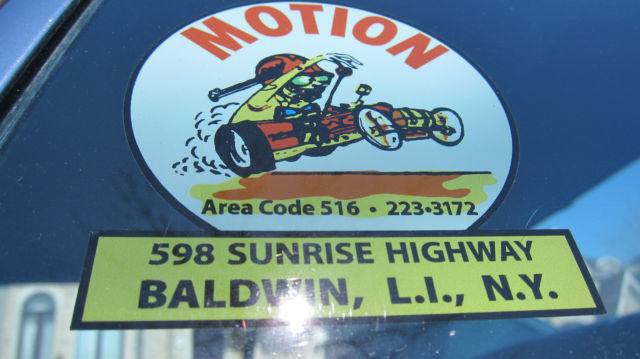 MOTION
Area Code 516 • 223•3172
598 SUNRISE HIGHWAY
BALDWIN, L.I., N.Y.